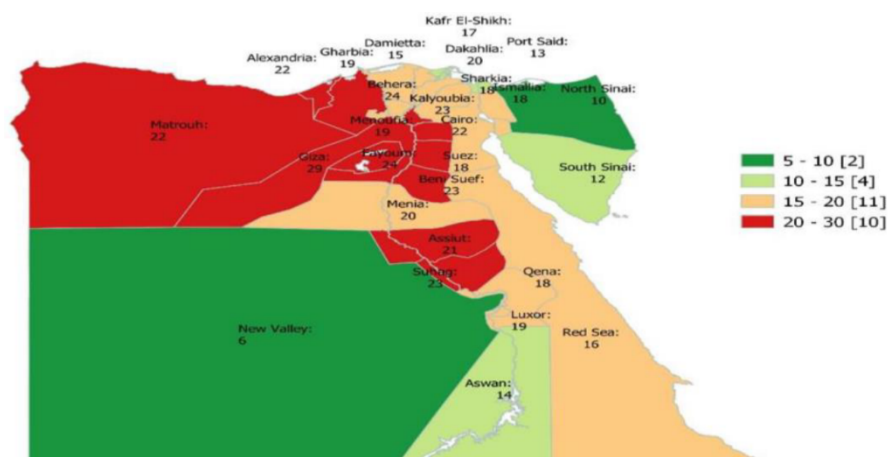 Kafr El-Shikh:
17
Port Said:
13
Damietta:
15
Gharbia:
19
Dakahlia:
20
Alexandria:
22
Sharkia:
18
Ismailia:
18
Behera:
24
North Sinai:
10
Kalyoubia:
23
Matrouh:
22
Menoufia:
19
Cairo:
22
Giza:
29
Fayoum:
24
Suez:
18
South Sinai:
12
Beni Suef:
23
Menia:
20
Assiut:
21
Suhag:
23
Qena:
18
Luxor:
19
New Valley:
6
Red Sea:
16
Aswan:
14
5 - 10 [2]
10 - 15 [4]
15 - 20 [11]
20 - 30 [10]